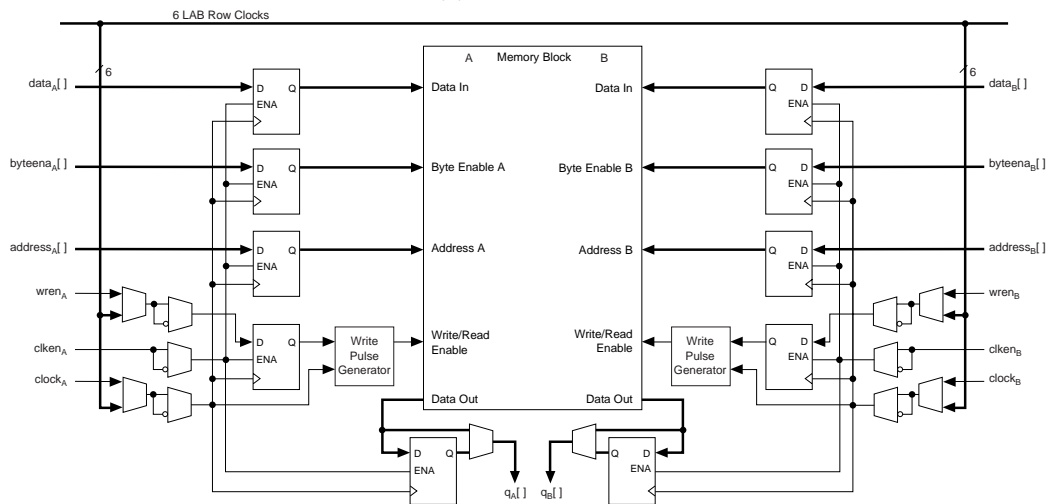 6 LAB Row Clocks
A Memory Block B
6 6
data_A[ ] D Q Data In Data In Q D data_B[ ]
ENA ENA
byteena_A[ ] D Q Byte Enable A Byte Enable B Q D byteena_B[ ]
ENA ENA
address_A[ ] D Q Address A Address B Q D address_B[ ]
ENA ENA
wren_A wren_B
D Q Write Write/Read Write/Read Write Q D
clken_A ENA Pulse Enable Enable Pulse ENA clken_B
Generator Generator
clock_A clock_B
Data Out Data Out
D Q Q D
ENA ENA
q_A[ ] q_B[ ]